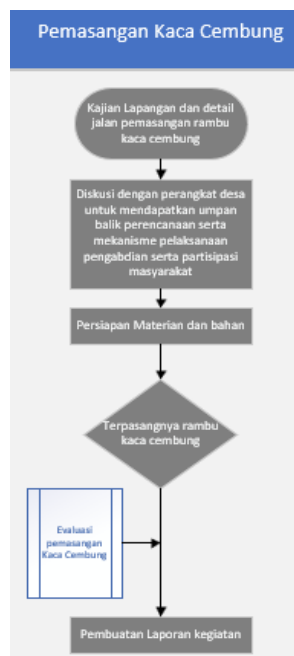 Pemasangan Kaca Cembung
Kajian Lapangan dan detail
jalan pemasangan rambu
kaca cembung
Diskusi dengan perangkat desa
untuk mendapatkan umpan
balik perencanaan serta
mekanisme pelaksanaan
pengabdian serta partisipasi
masyarakat
Persiapan Materian dan bahan
Terpasangnya rambu
kaca cembung
Evaluasi
pemasangan
Kaca Cembung
Pembuatan Laporan kegiatan